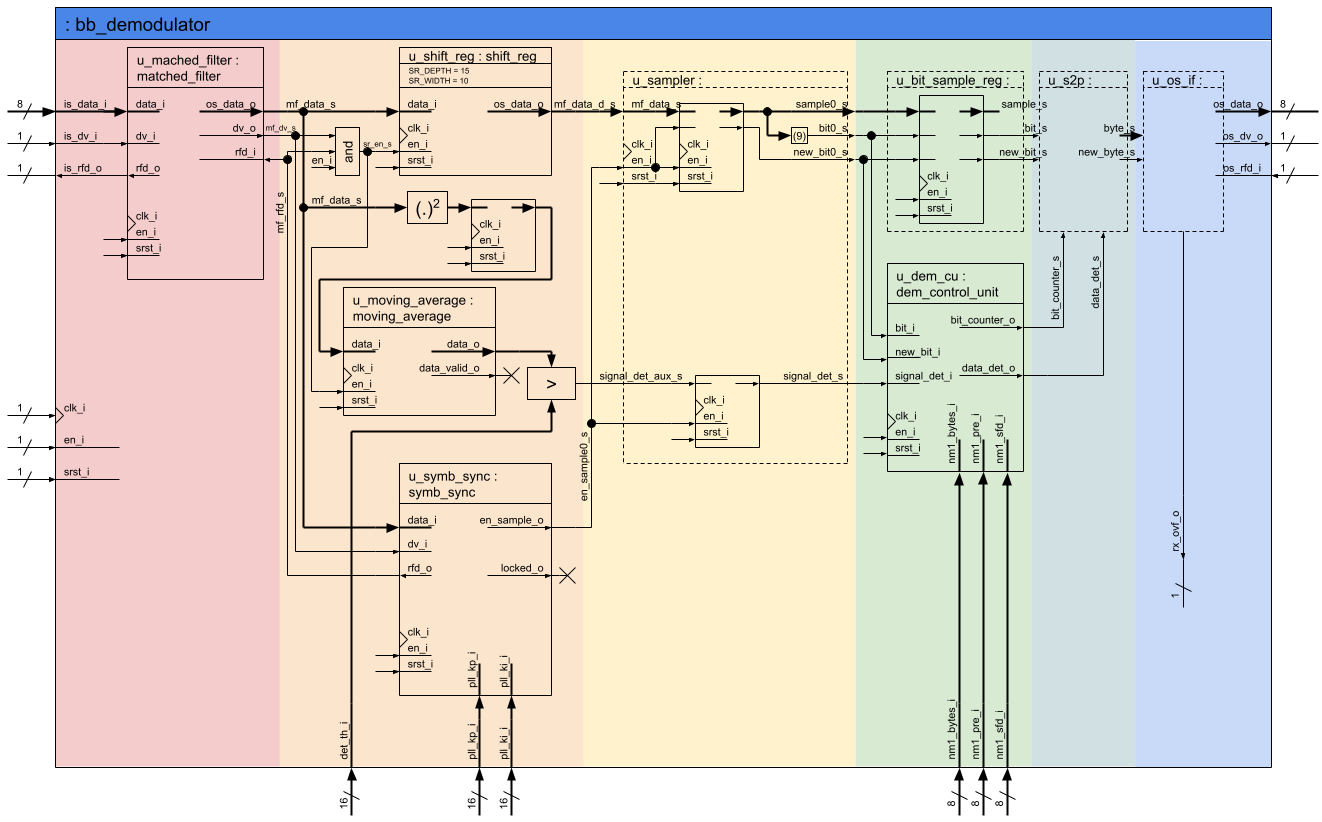 : bb_demodulator
u_mached_filter :
matched_filter
8
is_data_i
data_i
os_data_o
1
is_dv_i
dv_i
dv_o
1
is_rfd_o
rfd_o
rfd_i
clk_i
en_i
srst_i
1
clk_i
1
en_i
1
srst_i
mf_data_s
mf_dv_s
mf_rfd_s
en_i
and
sr_en_s
u_shift_reg : shift_reg
SR_DEPTH = 15
SR_WIDTH = 10
data_i
os_data_o
clk_i
en_i
srst_i
mf_data_d_s
mf_data_s
(.)2
clk_i
en_i
srst_i
u_moving_average :
moving_average
data_i
data_o
data_valid_o
clk_i
en_i
srst_i
>
u_symb_sync :
symb_sync
data_i
en_sample_o
dv_i
rfd_o
locked_o
clk_i
en_i
srst_i
pll_kp_i
pll_ki_i
det_th_i
pll_kp_i
pll_ki_i
16
16
16
en_sample0_s
u_sampler :
mf_data_s
clk_i
en_i
srst_i
clk_i
en_i
srst_i
(9)
sample0_s
bit0_s
new_bit0_s
signal_det_aux_s
clk_i
en_i
srst_i
signal_det_s
u_bit_sample_reg :
clk_i
en_i
srst_i
sample_s
bit_s
new_bit_s
u_dem_cu :
dem_control_unit
bit_counter_o
bit_i
new_bit_i
signal_det_i
data_det_o
clk_i
en_i
srst_i
nm1_bytes_i
nm1_pre_i
nm1_sfd_i
nm1_bytes_i
nm1_pre_i
nm1_sfd_i
8
8
8
u_s2p :
byte_s
new_byte_s
bit_counter_s
data_det_s
u_os_if :
os_data_o
8
os_dv_o
1
os_rfd_i
1
rx_ovf_o
1